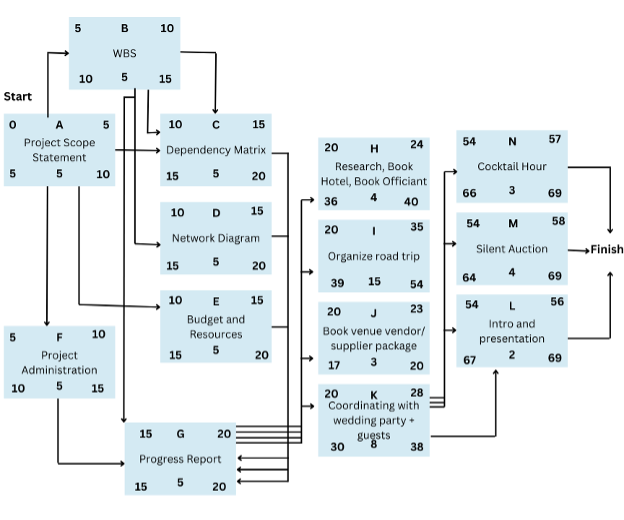 5 B 10
WBS
10 5 15
Start
0 A 5
Project Scope
Statement
5 5 10
10 C 15
Dependency Matrix
15 5 20
10 D 15
Network Diagram
15 5 20
10 E 15
Budget and
Resources
15 5 20
5 F 10
Project
Administration
10 5 15
15 G 20
Progress Report
15 5 20
20 H 24
Research, Book
Hotel, Book Officiant
36 4 40
20 I 35
Organize road trip
39 15 54
20 J 23
Book venue vendor/
supplier package
17 3 20
20 K 28
Coordinating with
wedding party +
guests
30 8 38
54 N 57
Cocktail Hour
66 3 69
54 M 58
Silent Auction
64 4 69
Finish
54 L 56
Intro and
presentation
67 2 69